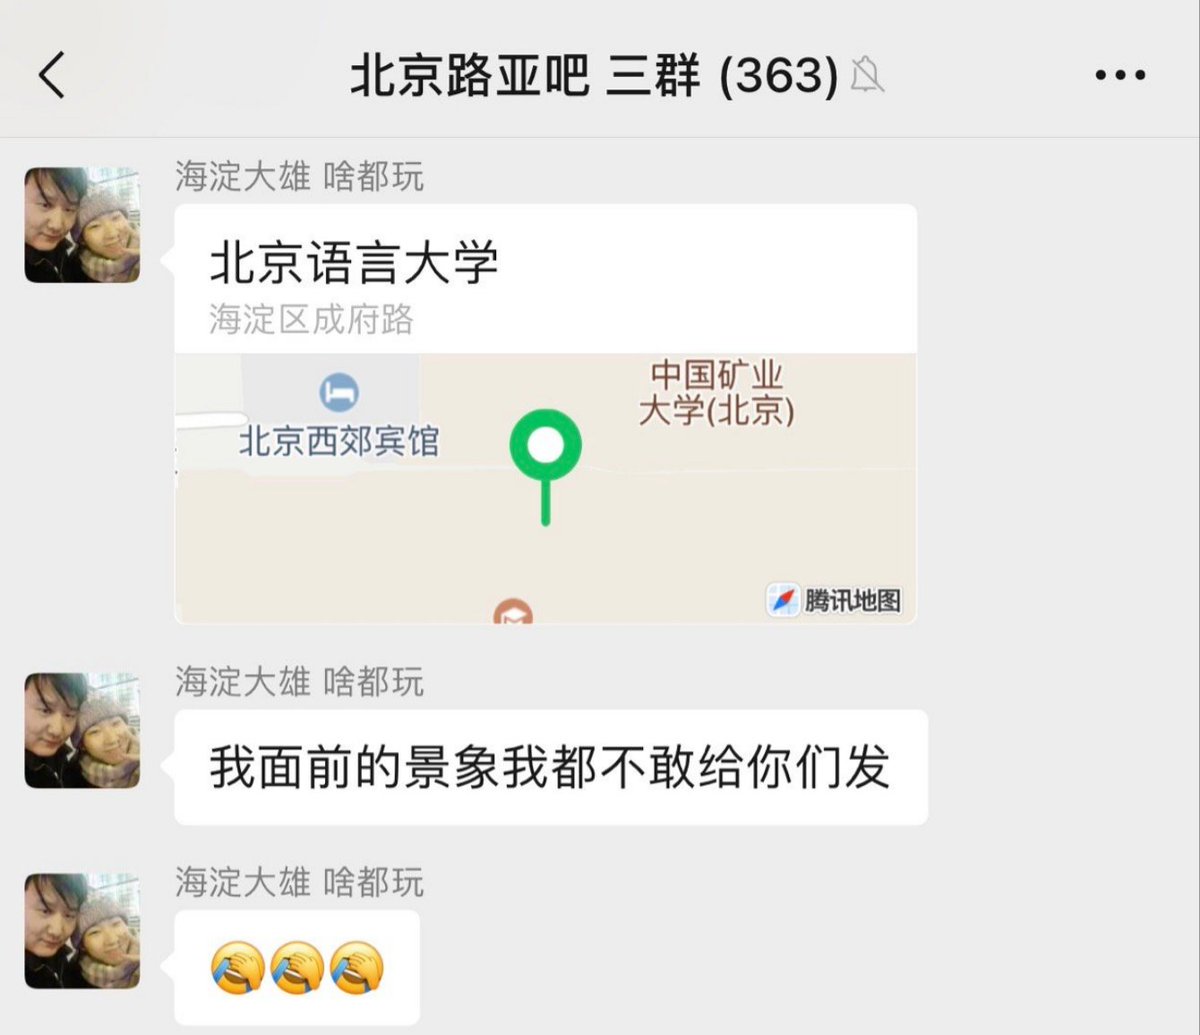 北京路亚吧 三群 (363)
海淀大雄 啥都玩
北京语言大学
海淀区成府路
中国矿业
大学(北京)
北京西郊宾馆
腾讯地图
海淀大雄 啥都玩
我面前的景象我都不敢给你们发
海淀大雄 啥都玩
🤦🤦🤦